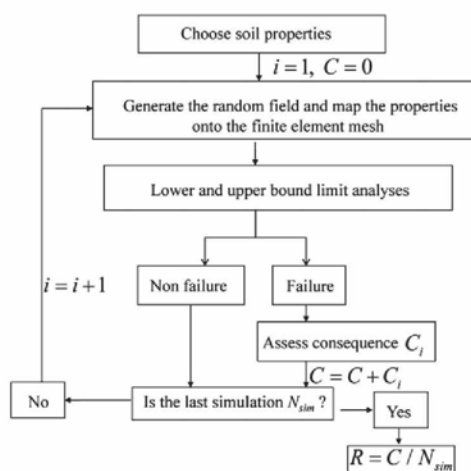 Choose soil properties
i = 1, C = 0
Generate the random field and map the properties
onto the finite element mesh
Lower and upper bound limit analyses
Non failure
Failure
i = i + 1
Assess consequence C_i
C = C + C_i
No
Is the last simulation N_sim ?
Yes
R = C / N_sim